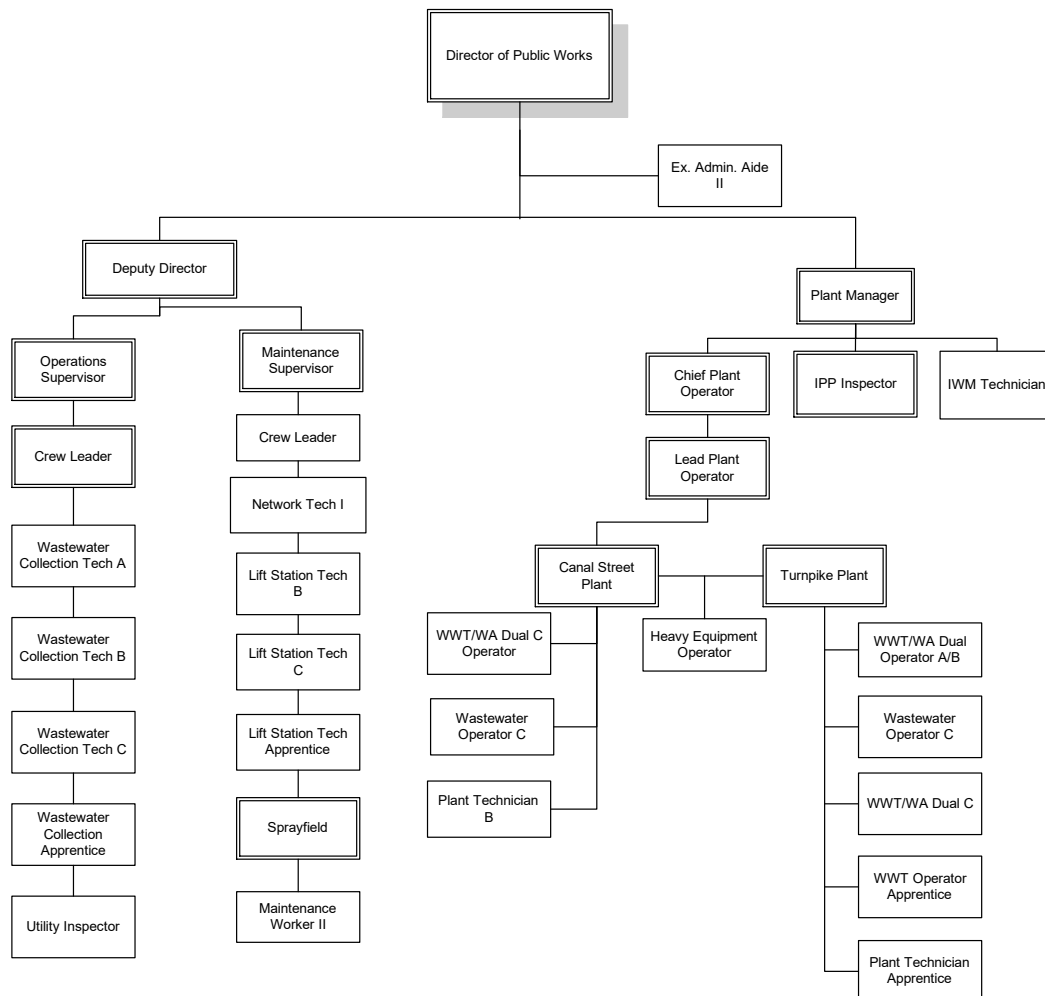 Director of Public Works
Ex. Admin. Aide
II
Deputy Director
Plant Manager
Operations
Supervisor
Maintenance
Supervisor
Chief Plant
Operator
IPP Inspector
IWM Technician
Crew Leader
Crew Leader
Lead Plant
Operator
Network Tech I
Wastewater
Collection Tech A
Lift Station Tech
B
Canal Street
Plant
Turnpike Plant
Wastewater
Collection Tech B
Lift Station Tech
C
WWT/WA Dual C
Operator
Heavy Equipment
Operator
WWT/WA Dual
Operator A/B
Wastewater
Collection Tech C
Lift Station Tech
Apprentice
Wastewater
Operator C
Wastewater
Operator C
Wastewater
Collection
Apprentice
Sprayfield
Plant Technician
B
WWT/WA Dual C
Utility Inspector
Maintenance
Worker II
WWT Operator
Apprentice
Plant Technician
Apprentice